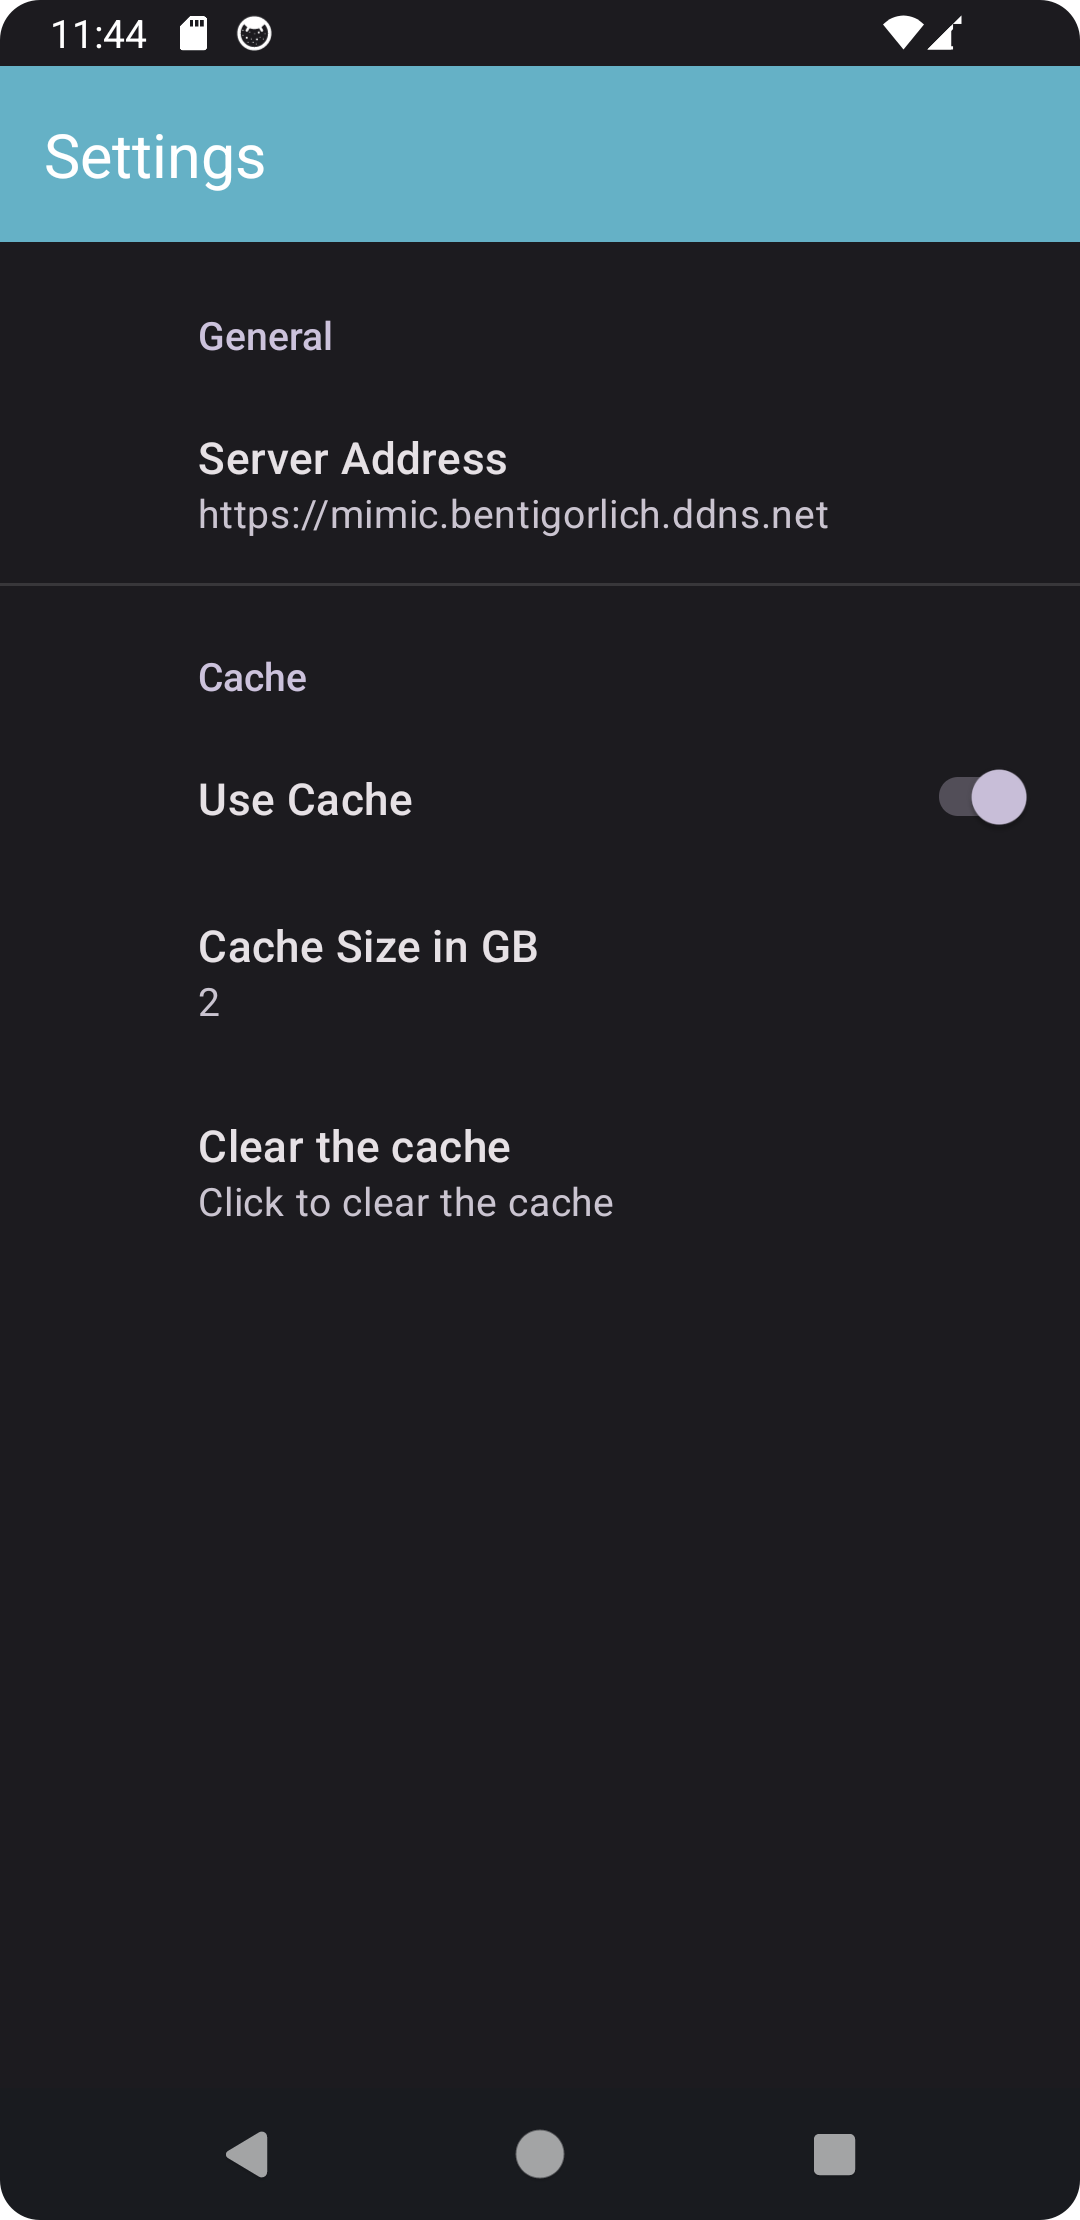 11:44
Settings
General
Server Address
https://mimic.bentigorlich.ddns.net
Cache
Use Cache
Cache Size in GB
2
Clear the cache
Click to clear the cache